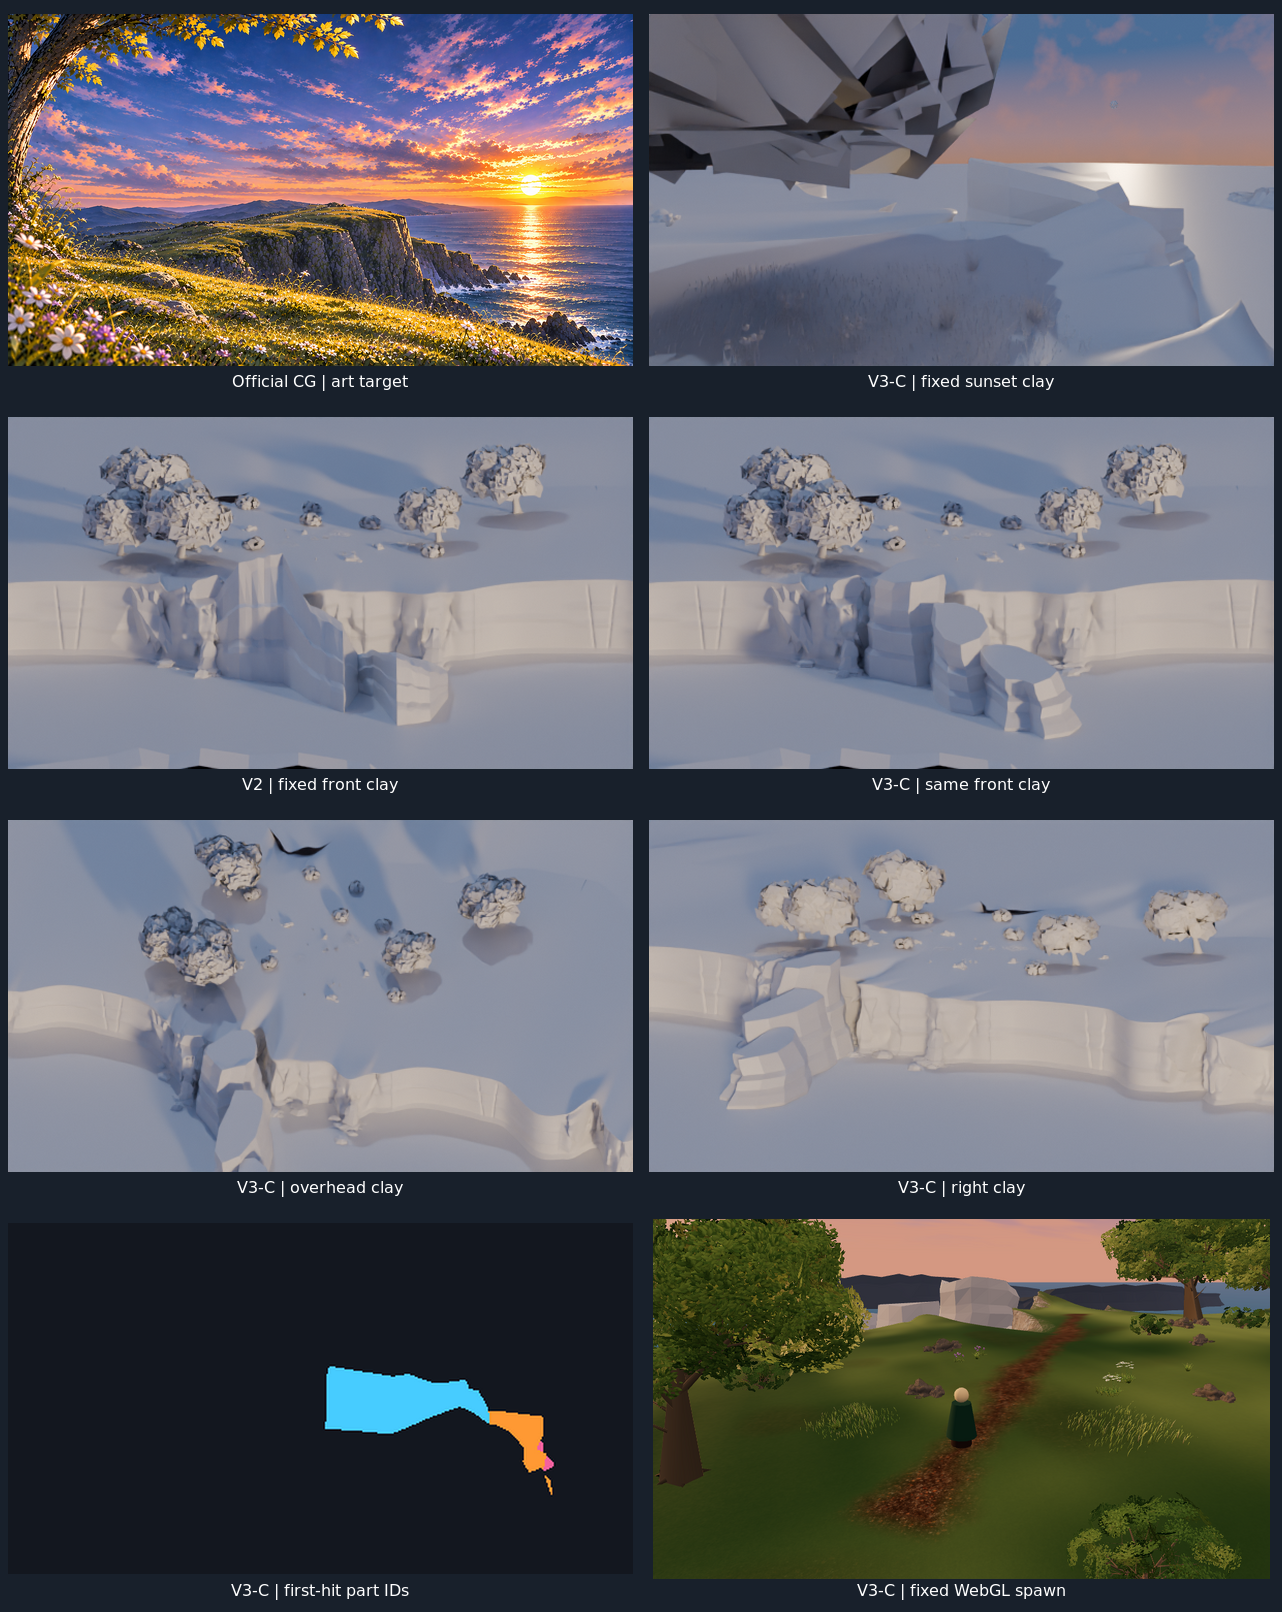 Official CG | art target
V3-C | fixed sunset clay
V2 | fixed front clay
V3-C | same front clay
V3-C | overhead clay
V3-C | right clay
V3-C | first-hit part IDs
V3-C | fixed WebGL spawn